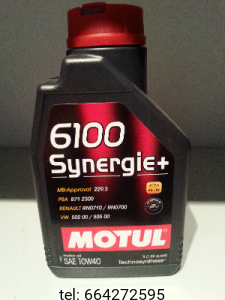 6100
Synergie+
MB-Approval 229.3
PSA B71 2300
RENAULT RN0710 / RN0700
VW 502 00 / 505 00
MOTUL
SAE 10W40
Technosynthese®
tel: 664272595